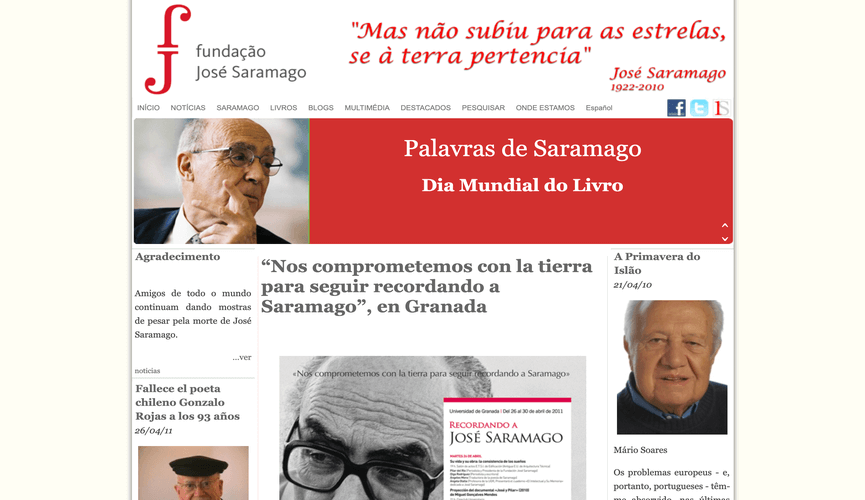 fundação
José Saramago
"Mas não subiu para as estrelas,
se à terra pertencia"
José Saramago
1922-2010
INÍCIO NOTÍCIAS SARAMAGO LIVROS BLOGS MULTIMÉDIA DESTACADOS PESQUISAR ONDE ESTAMOS Español
Palavras de Saramago
Dia Mundial do Livro
Agradecimento
Amigos de todo o mundo
continuam dando mostras
de pesar pela morte de José
Saramago.
...ver
notícias
Fallece el poeta
chileno Gonzalo
Rojas a los 93 años
26/04/11
“Nos comprometemos con la tierra
para seguir recordando a
Saramago”, en Granada
«Nos comprometemos con la tierra para seguir recordando a Saramago»
Universidad de Granada | Del 26 al 30 de abril de 2011
RECORDANDO A
JOSÉ SARAMAGO
A Primavera do
Islão
21/04/10
Mário Soares
Os problemas europeus - e,
portanto, portugueses - têm-